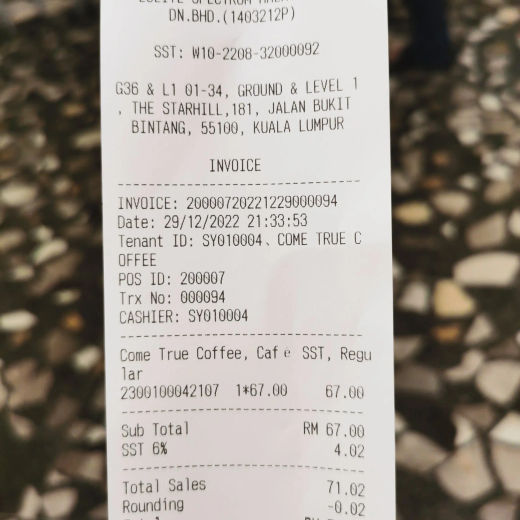 DN.BHD.(1403212P)
SST: W10-2208-32000092
G36 & L1 01-34, GROUND & LEVEL 1
, THE STARHILL,181, JALAN BUKIT
BINTANG, 55100, KUALA LUMPUR
INVOICE
INVOICE: 20000720221229000094
Date: 29/12/2022 21:33:53
Tenant ID: SY010004、COME TRUE C
OFFEE
POS ID: 200007
Trx No: 000094
CASHIER: SY010004
Come True Coffee, Café SST, Regu
lar
2300100042107 1*67.00 67.00
Sub Total RM 67.00
SST 6% 4.02
Total Sales 71.02
Rounding -0.02